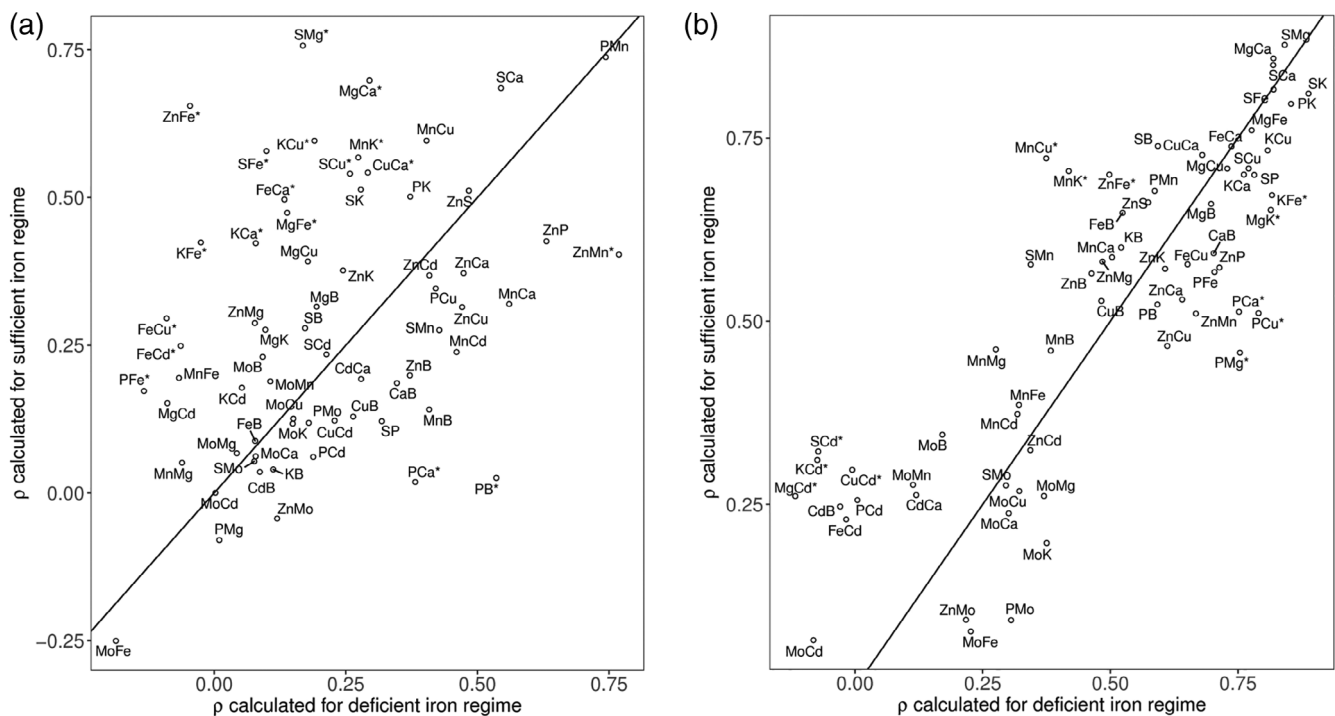 (a)
ρ calculated for sufficient iron regime
0.75
0.50
0.25
0.00
−0.25
SMg*
PMn
MgCa*
SCa
ZnFe*
KCu*
MnK*
MnCu
SFe*
SCu*
CuCa*
FeCa*
SK
PK
ZnS
MgFe*
KCa*
KFe*
MgCu
ZnP
ZnMn*
ZnK
ZnCd
ZnCa
MgB
PCu
MnCa
ZnMg
SB
ZnCu
FeCu*
MgK
SMn
FeCd*
SCd
MnCd
MoB
CdCa
ZnB
PFe*
MnFe
KCd
MoMn
CaB
MgCd
MoCu
PMo
CuB
MnB
FeB
MoK
CuCd
SP
MoMg
MoCa
PCd
MnMg
SMo
KB
PCa*
PB*
CdB
MoCd
ZnMo
PMg
MoFe
0.00
0.25
0.50
0.75
ρ calculated for deficient iron regime
(b)
ρ calculated for sufficient iron regime
0.75
0.50
0.25
SMg
MgCa
SCa
SK
SFe
PK
MgFe
MnCu*
SB
CuCa
FeCa
KCu
MnK*
ZnFe*
MgCu
SCu
PMn
KCa
SP
ZnS
KFe*
FeB
MgB
MgK*
KB
CaB
SMn
MnCa
ZnK
FeCu
ZnP
ZnB
ZnMg
PFe
ZnCa
PCa*
CuB
PB
ZnMn
PCu*
MnB
ZnCu
MnMg
PMg*
MnFe
MnCd
SCd*
MoB
ZnCd
KCd*
CuCd*
MoMn
SMo
MgCd*
MoMg
CdB
PCd
CdCa
MoCu
FeCd
MoCa
MoK
ZnMo
PMo
MoCd
MoFe
0.00
0.25
0.50
0.75
ρ calculated for deficient iron regime